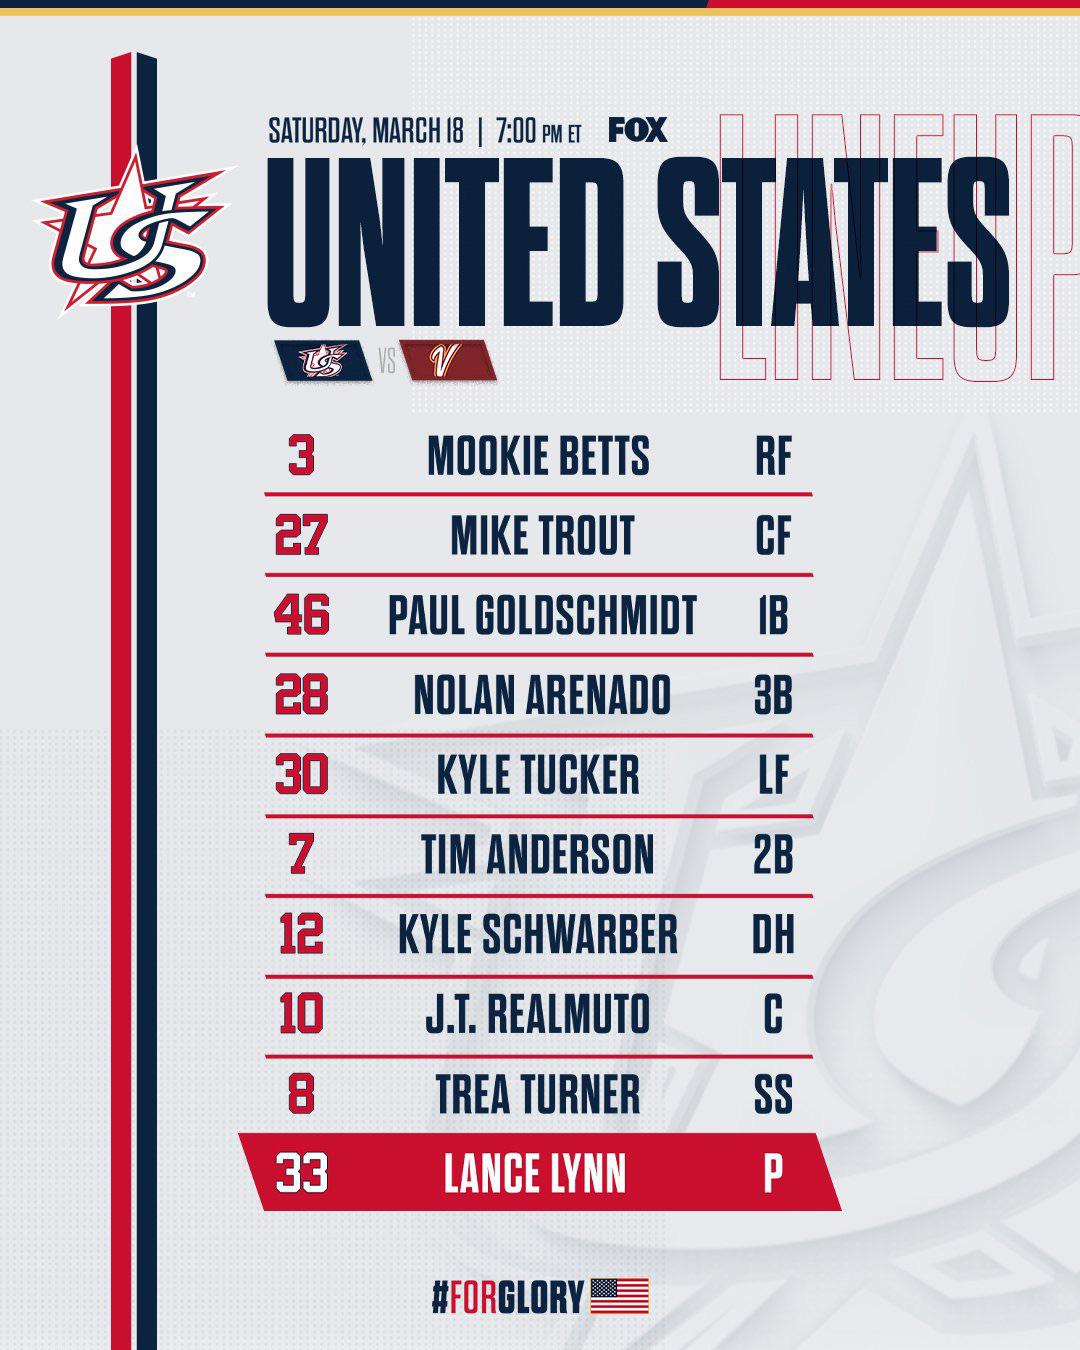 SATURDAY, MARCH 18 | 7:00 PM ET FOX
LINEUP
UNITED STATES
US VS V
3 MOOKIE BETTS RF
27 MIKE TROUT CF
46 PAUL GOLDSCHMIDT 1B
28 NOLAN ARENADO 3B
30 KYLE TUCKER LF
7 TIM ANDERSON 2B
12 KYLE SCHWARBER DH
10 J.T. REALMUTO C
8 TREA TURNER SS
33 LANCE LYNN P
#FORGLORY